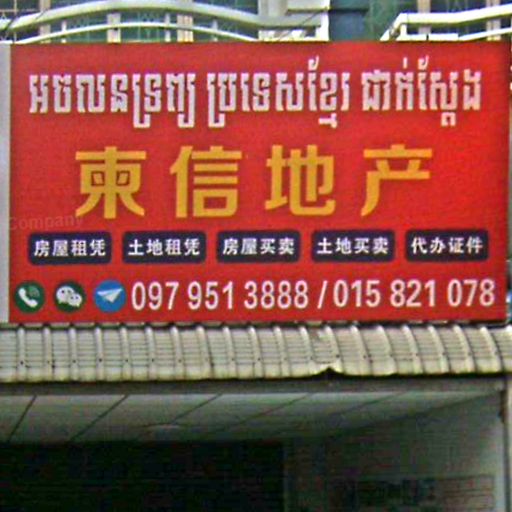 អចលនទ្រព្យ ប្រទេសខ្មែរ ជាក់ស្តែង
柬信地产
房屋租凭 土地租凭 房屋买卖 土地买卖 代办证件
097 951 3888 / 015 821 078
Company